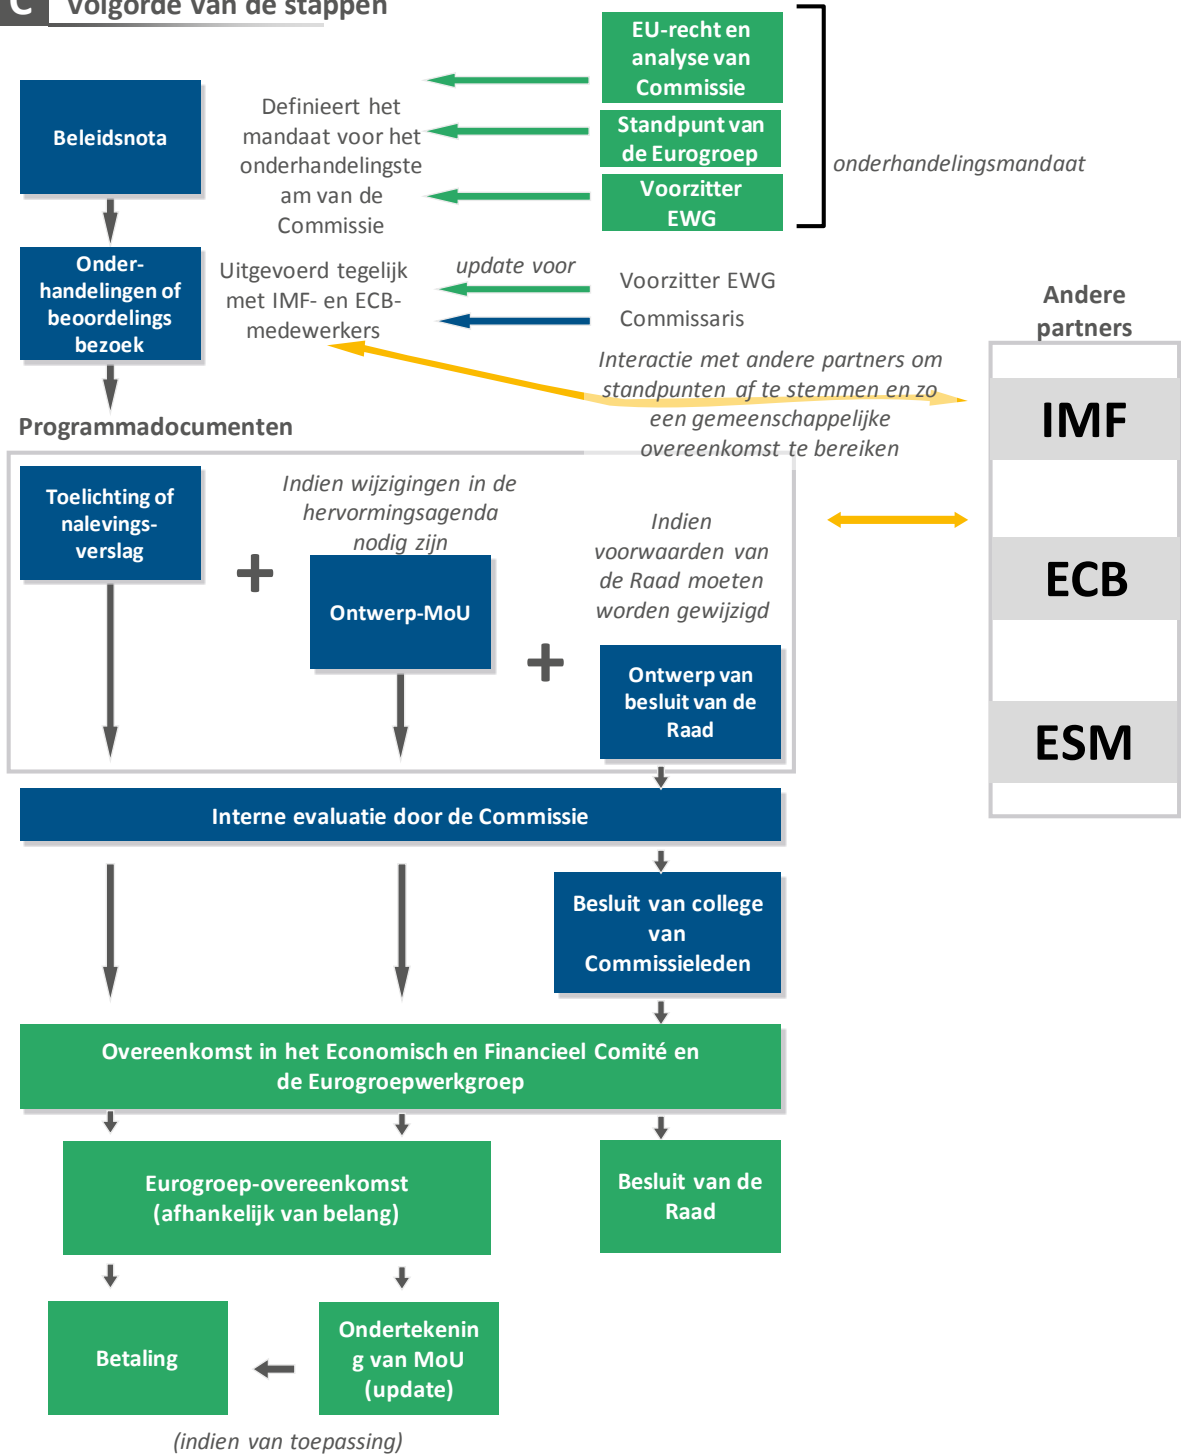 C Volgorde van de stappen
EU-recht en
analyse van
Commissie
Standpunt van
de Eurogroep
Voorzitter
EWG
onderhandelingsmandaat
Beleidsnota
Definieert het
mandaat voor het
onderhandelingste
am van de
Commissie
Onder-
handelingen of
beoordelings
bezoek
Uitgevoerd tegelijk
met IMF- en ECB-
medewerkers
update voor
Voorzitter EWG
Commissaris
Interactie met andere partners om
standpunten af te stemmen en zo
een gemeenschappelijke
overeenkomst te bereiken
Andere
partners
IMF
ECB
ESM
Programmadocumenten
Toelichting of
nalevings-
verslag
+
Indien wijzigingen in de
hervormingsagenda
nodig zijn
Ontwerp-MoU
+
Indien
voorwaarden van
de Raad moeten
worden gewijzigd
Ontwerp van
besluit van de
Raad
Interne evaluatie door de Commissie
Besluit van college
van
Commissieleden
Overeenkomst in het Economisch en Financieel Comité en
de Eurogroepwerkgroep
Eurogroep-overeenkomst
(afhankelijk van belang)
Besluit van de
Raad
Betaling
Ondertekenin
g van MoU
(update)
(indien van toepassing)